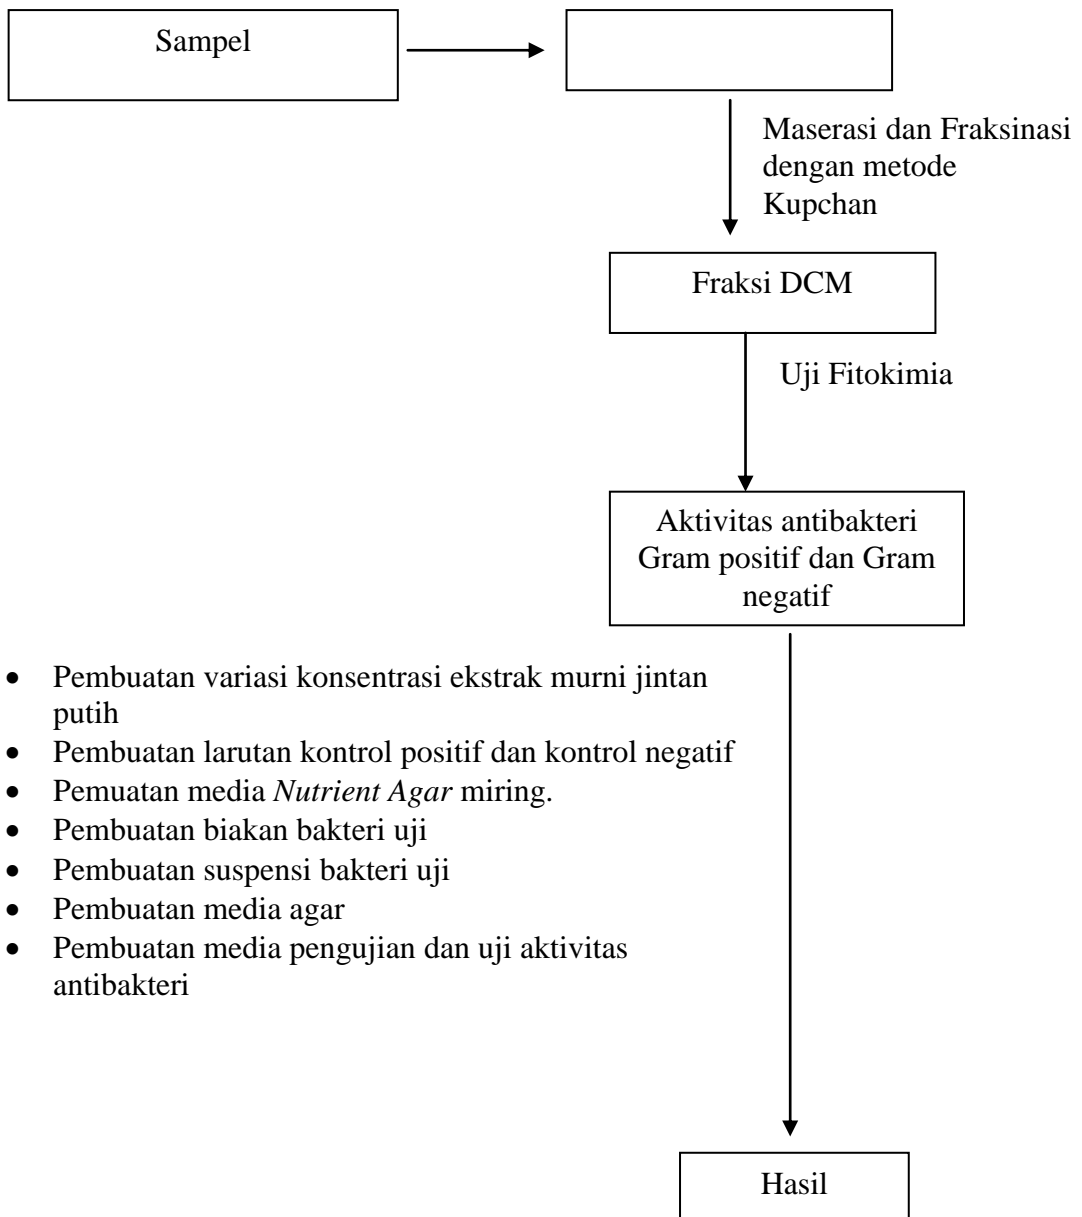 Sampel
Maserasi dan Fraksinasi
dengan metode
Kupchan
Fraksi DCM
Uji Fitokimia
Aktivitas antibakteri
Gram positif dan Gram
negatif
• Pembuatan variasi konsentrasi ekstrak murni jintan
putih
• Pembuatan larutan kontrol positif dan kontrol negatif
• Pemuatan media Nutrient Agar miring.
• Pembuatan biakan bakteri uji
• Pembuatan suspensi bakteri uji
• Pembuatan media agar
• Pembuatan media pengujian dan uji aktivitas
antibakteri
Hasil